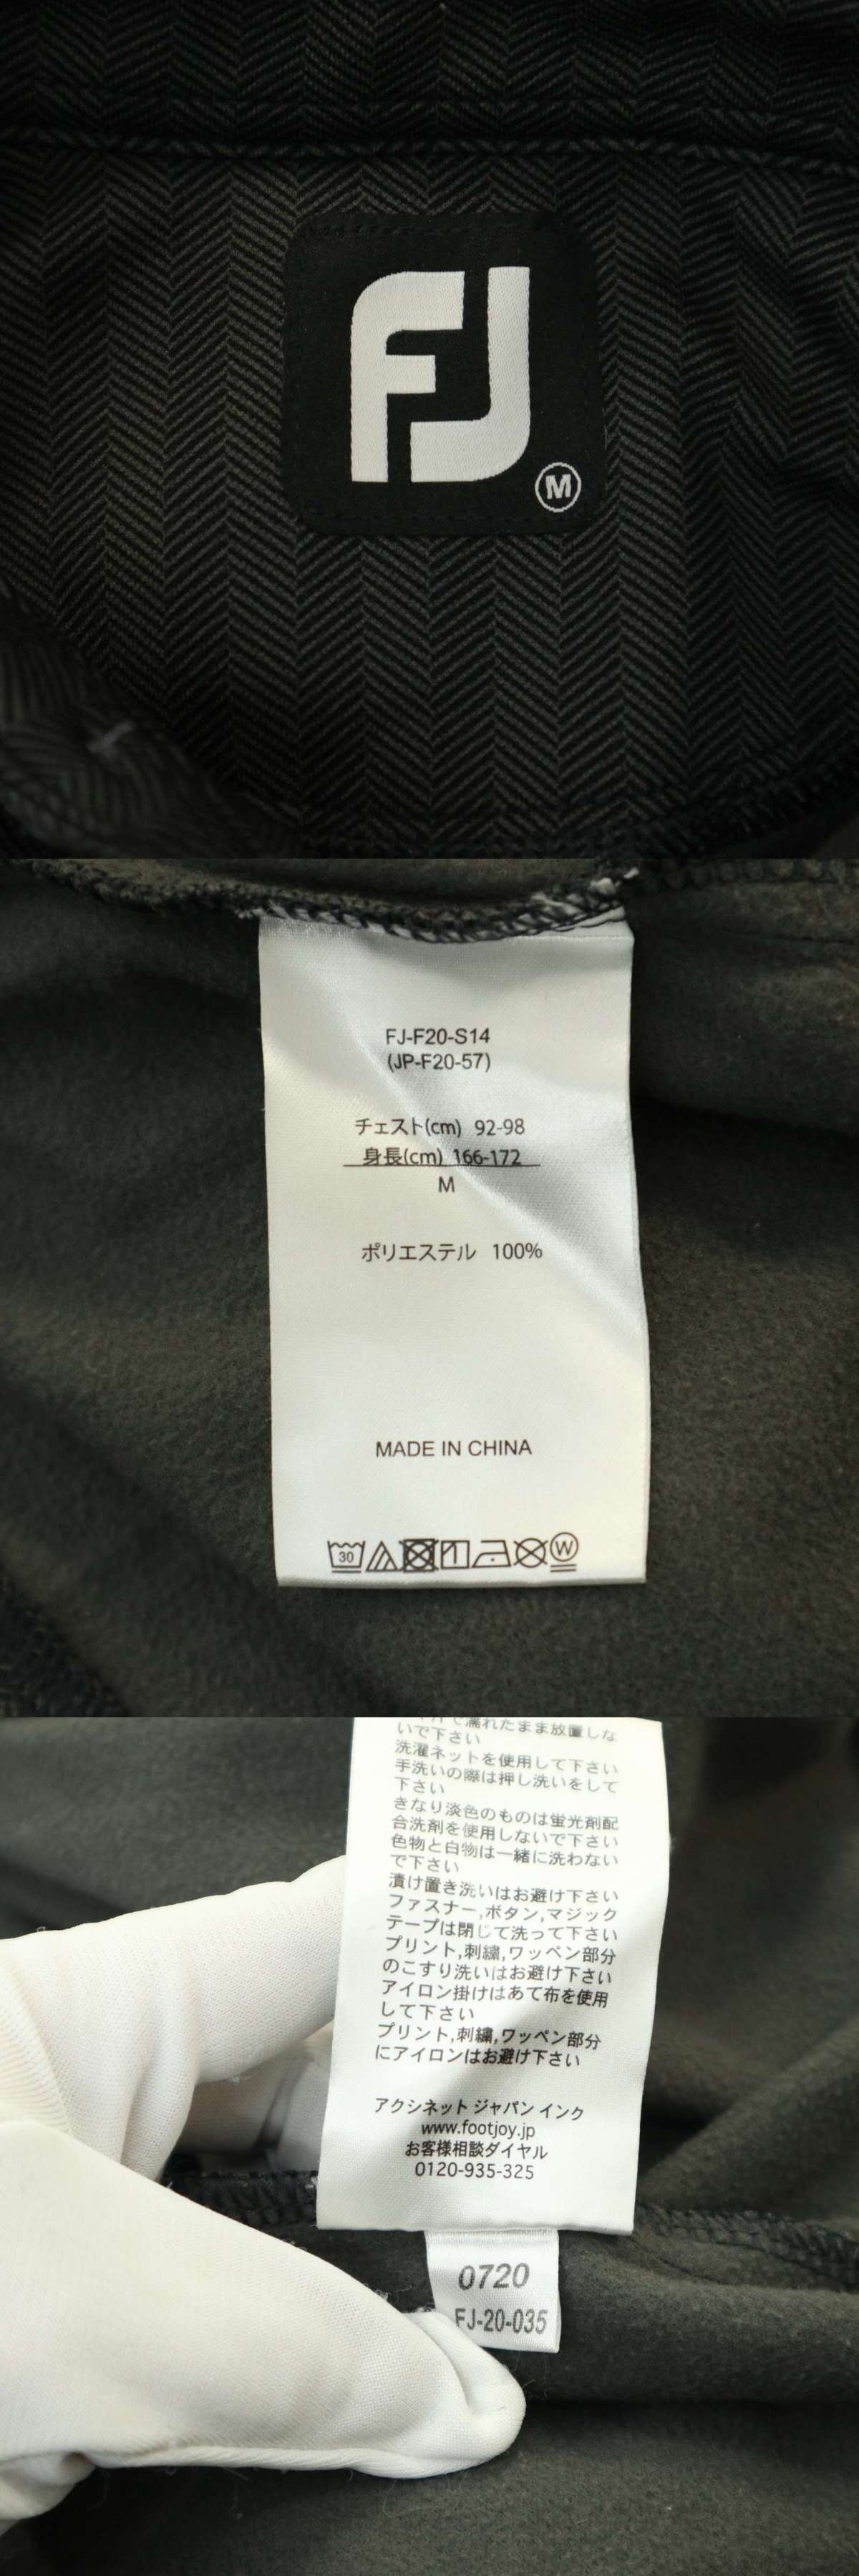 FJ
M
FJ-F20-S14
(JP-F20-57)
チェスト(cm) 92-98
身長(cm) 166-172
M
ポリエステル 100%
MADE IN CHINA
30
W
で濡れたまま放置しな
いで下さい
洗濯ネットを使用して下さい
手洗いの際は押し洗いをして
下さい
きなり淡色のものは蛍光剤配
合洗剤を使用しないで下さい
色物と白物は一緒に洗わない
で下さい
漬け置き洗いはお避け下さい
ファスナー,ボタン,マジック
テープは閉じて洗って下さい
プリント,刺繍,ワッペン部分
のこすり洗いはお避け下さい
アイロン掛けはあて布を使用
して下さい
プリント,刺繍,ワッペン部分
にアイロンはお避け下さい
アクシネット ジャパン インク
www.footjoy.jp
お客様相談ダイヤル
0120-935-325
0720
FJ-20-035